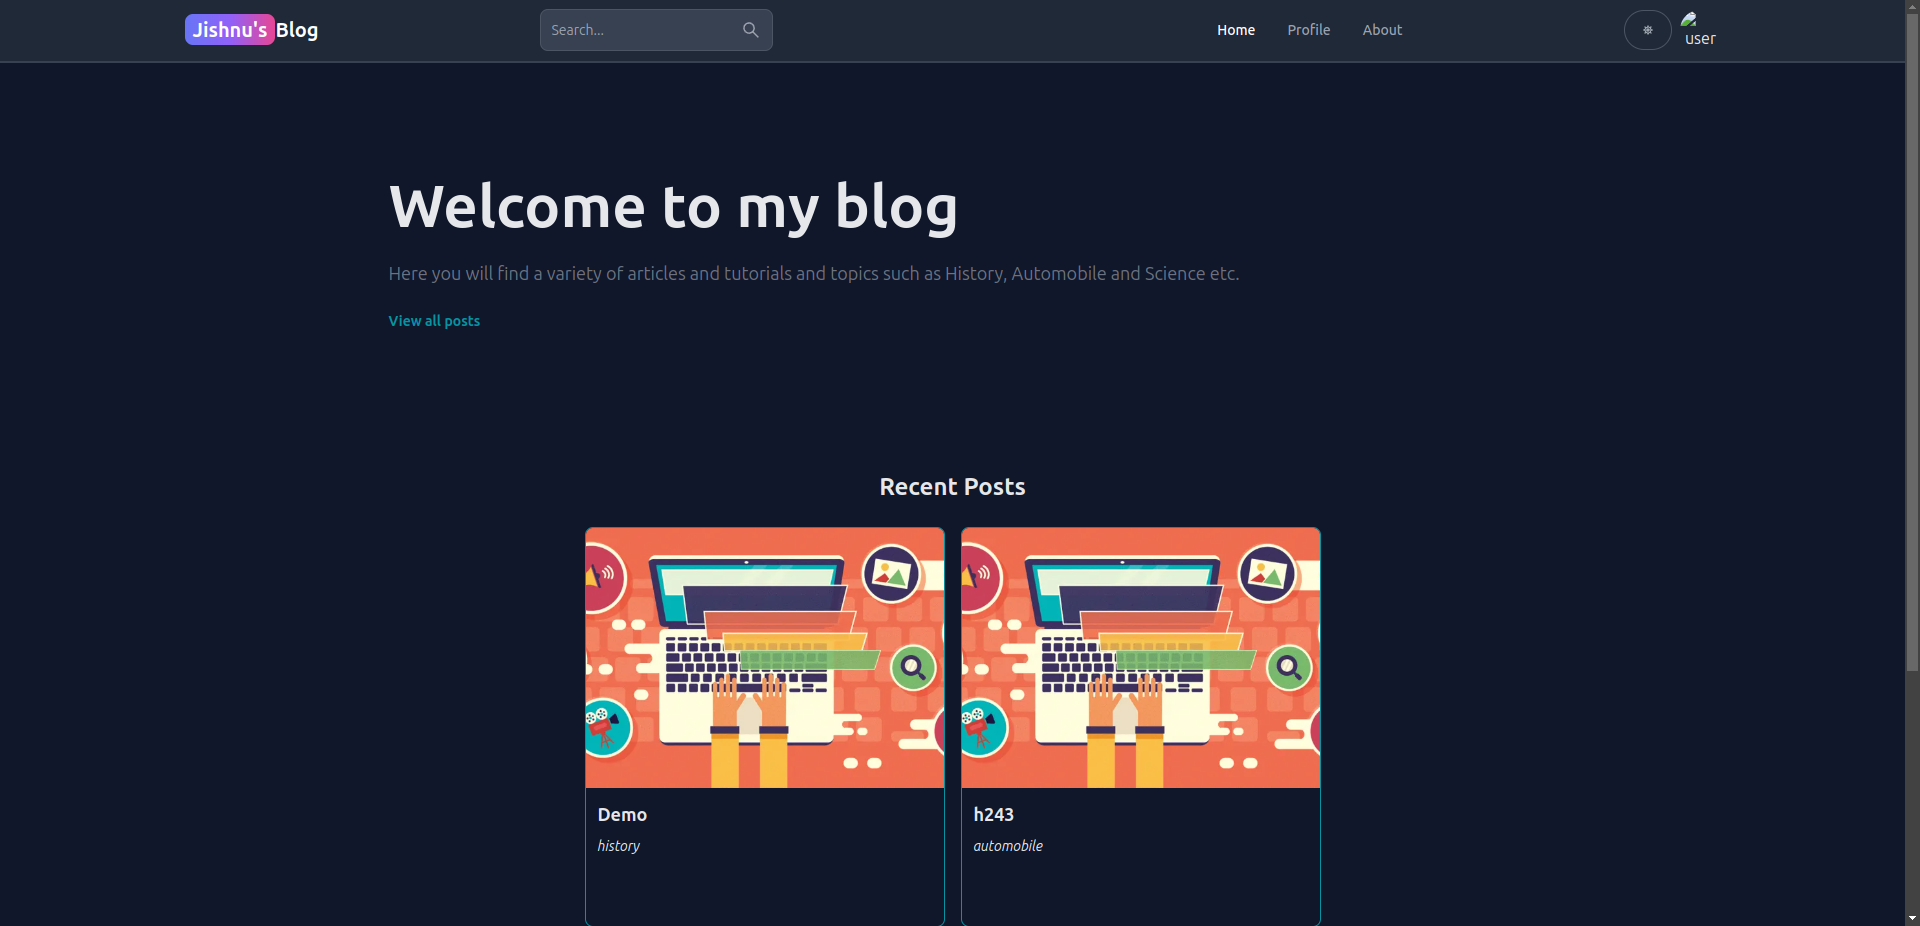 Jishnu's Blog
Search...
Home
Profile
About
user
Welcome to my blog
Here you will find a variety of articles and tutorials and topics such as History, Automobile and Science etc.
View all posts
Recent Posts
Demo
history
h243
automobile